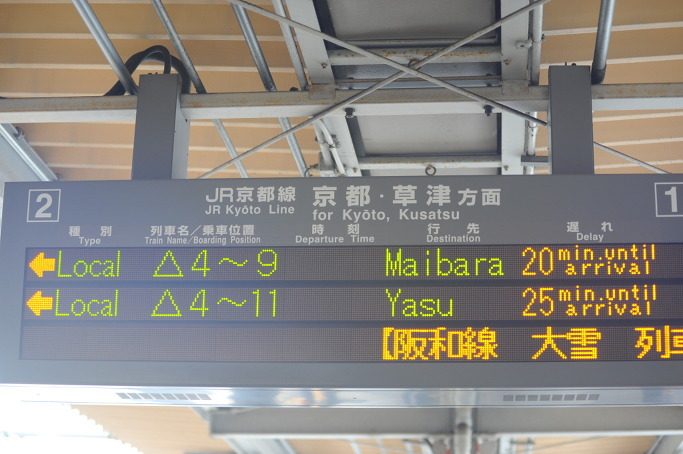 2 JR京都線 京都・草津方面 1
JR Kyōto Line for Kyōto, Kusatsu
種別 列車名／乗車位置 時刻 行先 遅れ
Type Train Name/Boarding Position Departure Time Destination Delay
←Local △4～9 Maibara 20 min.until arrival
←Local △4～11 Yasu 25 min.until arrival
【阪和線 大雪 列車